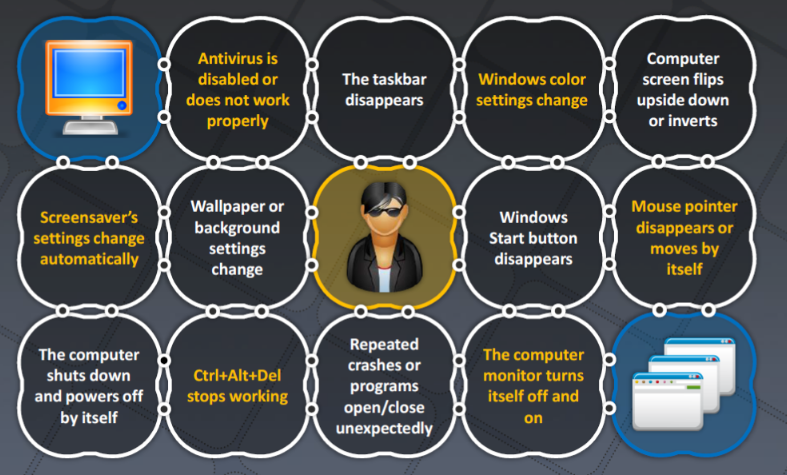 Antivirus is
disabled or
does not work
properly
The taskbar
disappears
Windows color
settings change
Computer
screen flips
upside down
or inverts
Screensaver’s
settings change
automatically
Wallpaper or
background
settings
change
Windows
Start button
disappears
Mouse pointer
disappears or
moves by
itself
The computer
shuts down
and powers off
by itself
Ctrl+Alt+Del
stops working
Repeated
crashes or
programs
open/close
unexpectedly
The computer
monitor turns
itself off and
on